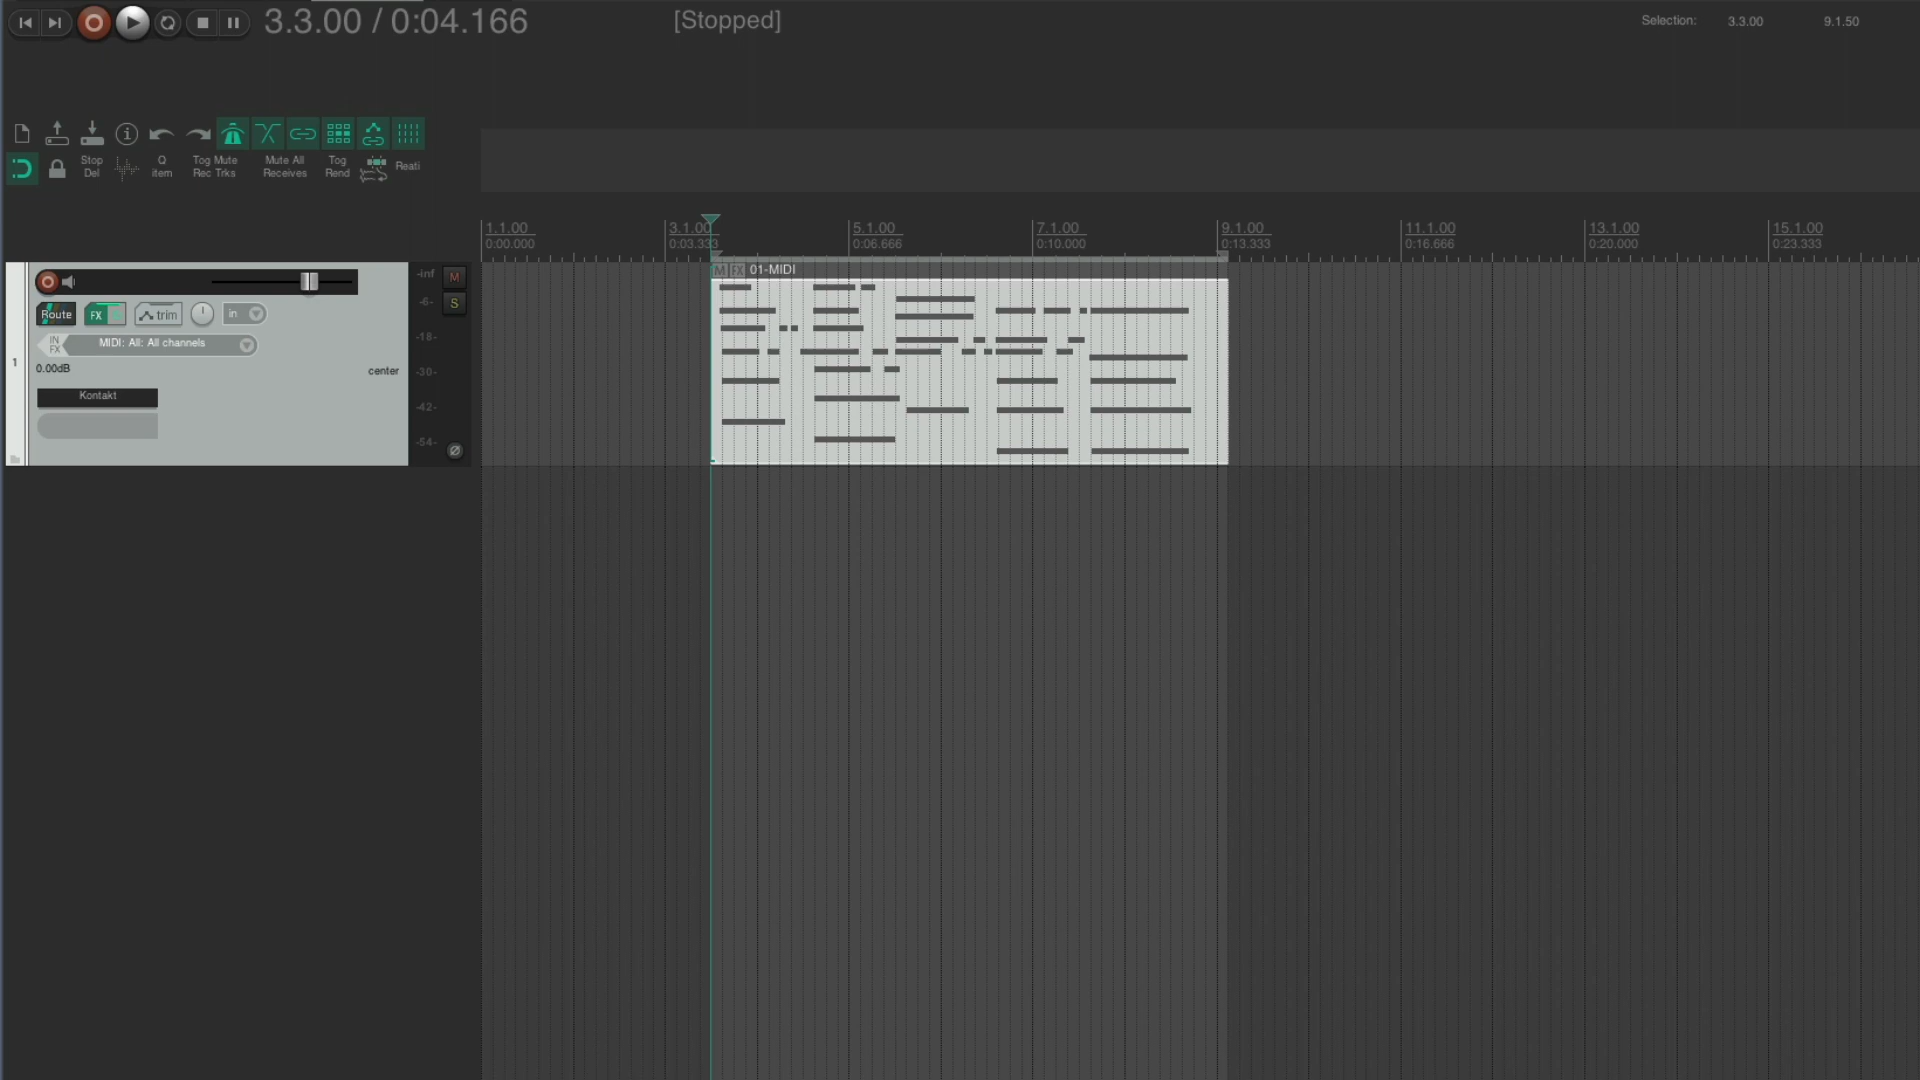 3.3.00 / 0:04.166
[Stopped]
Selection: 3.3.00 9.1.50
Stop Del
Q item
Tog Mute Rec Trks
Mute All Receives
Tog Rend
Reati
1.1.00 3.1.00 5.1.00 7.1.00 9.1.00 11.1.00 13.1.00 15.1.00
0:00.000 0:03.333 0:06.666 0:10.000 0:13.333 0:16.666 0:20.000 0:23.333
M FX 01-MIDI
-inf M
-6- S
Route FX trim in
-18-
IN FX MIDI: All: All channels
1
0.00dB center
-30-
Kontakt
-42-
-54-